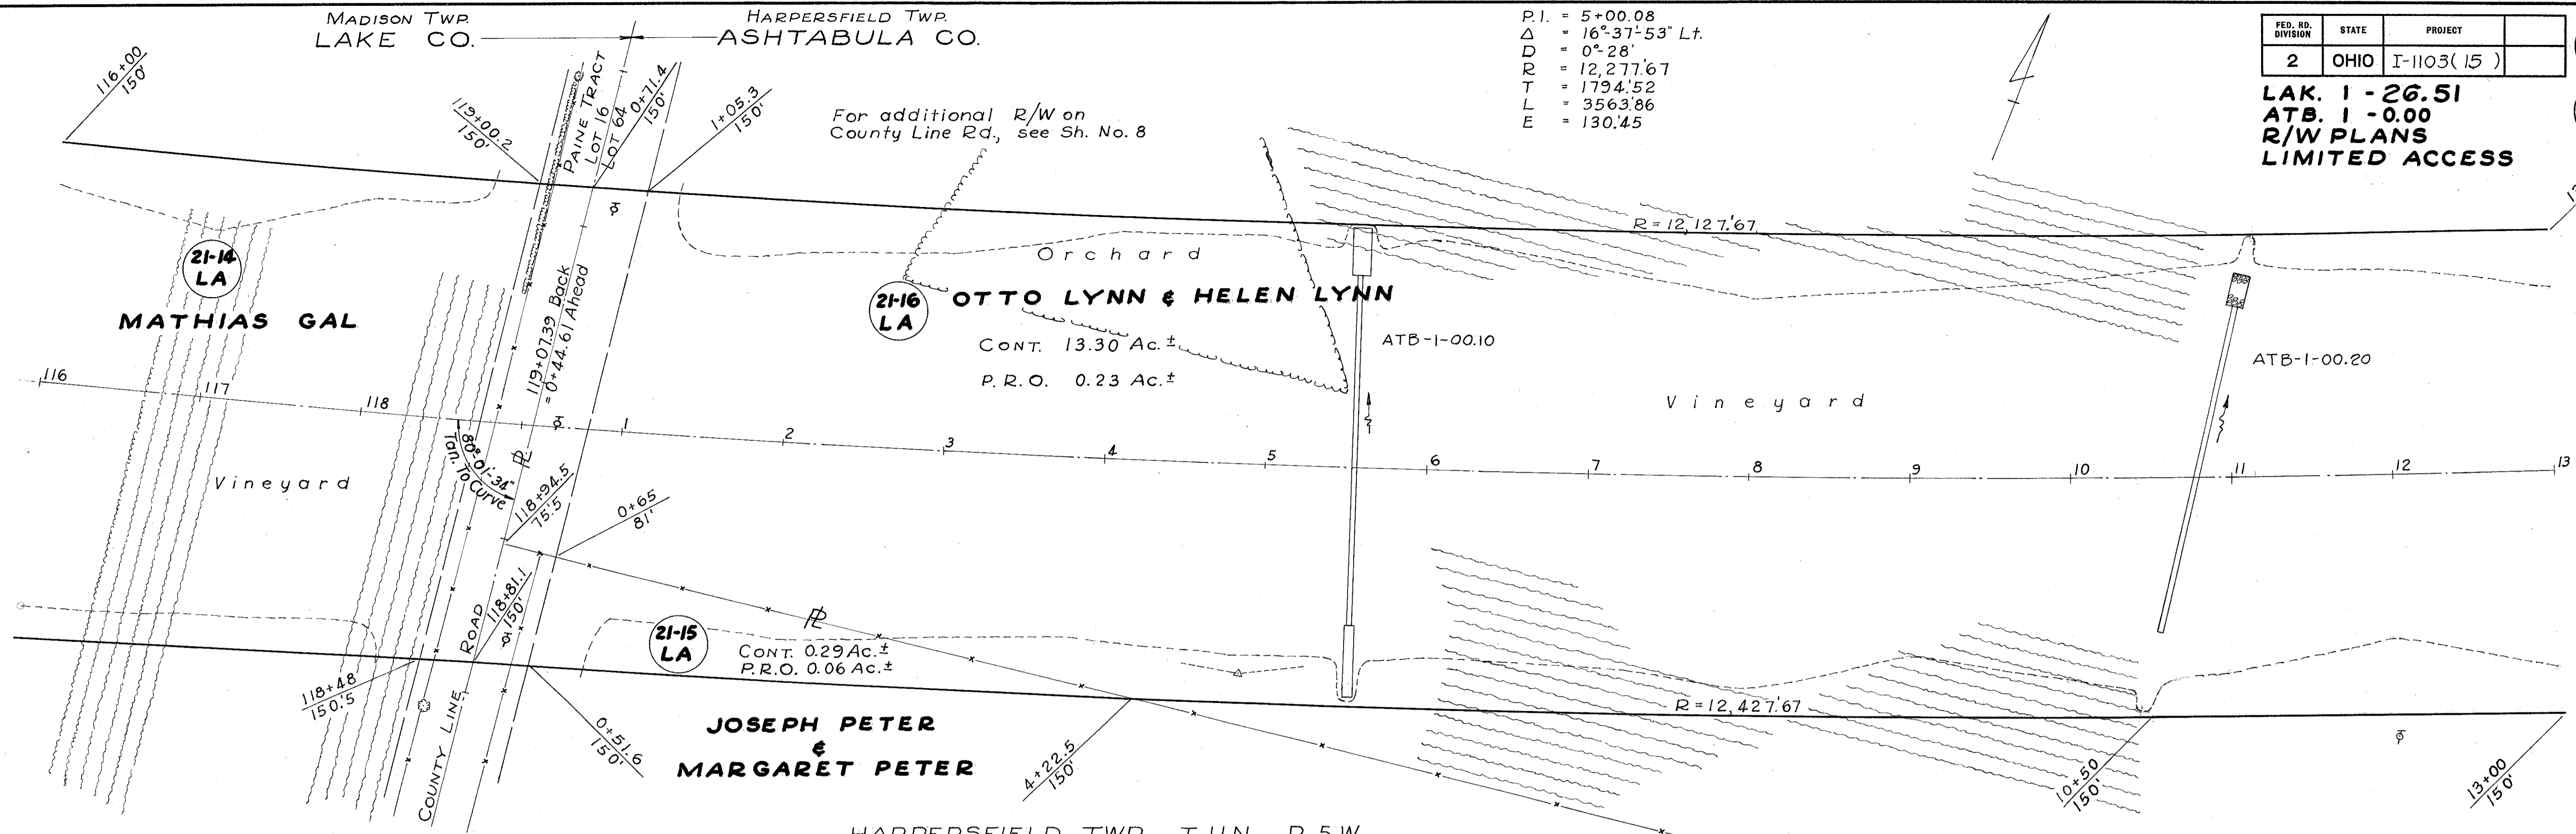 MADISON TWP.
LAKE CO.
HARPERSFIELD TWP.
ASHTABULA CO.
P.I. = 5+00.08
Δ = 16°-37'-53" Lt.
D = 0°-28'
R = 12,277.'67
T = 1794.'52
L = 3563.'86
E = 130.'45
FED. RD. DIVISION STATE PROJECT
2 OHIO I-1103(15 )
LAK. 1 - 26.51
ATB. 1 - 0.00
R/W PLANS
LIMITED ACCESS
116+00
150'
119+00.2
150'
PAINE TRACT
LOT 16
LOT 64
0+71.4
150'
1+05.3
150'
For additional R/W on
County Line Rd., see Sh. No. 8
R = 12,127.'67
21-14
LA
MATHIAS GAL
119+07.39 Back
= 0+44.61 Ahead
Orchard
21-16
LA
OTTO LYNN & HELEN LYNN
CONT. 13.30 Ac.±
P.R.O. 0.23 Ac.±
ATB-1-00.10
ATB-1-00.20
Vineyard
116 117 118 1 2 3 4 5 6 7 8 9 10 11 12 13
80°-01'-34"
Tan. To Curve
PL
Vineyard
118+94.5
75.'5
0+65
81'
118+81.1
150'
ROAD
COUNTY LINE
PL
21-15
LA
CONT. 0.29 Ac.±
P.R.O. 0.06 Ac.±
118+48
150.'5
0+51.6
150'
JOSEPH PETER
&
MARGARET PETER
4+22.5
150'
R = 12,427.'67
10+50
150'
13+00
150'
HARPERSFIELD TWP. T.11N. R.5W.